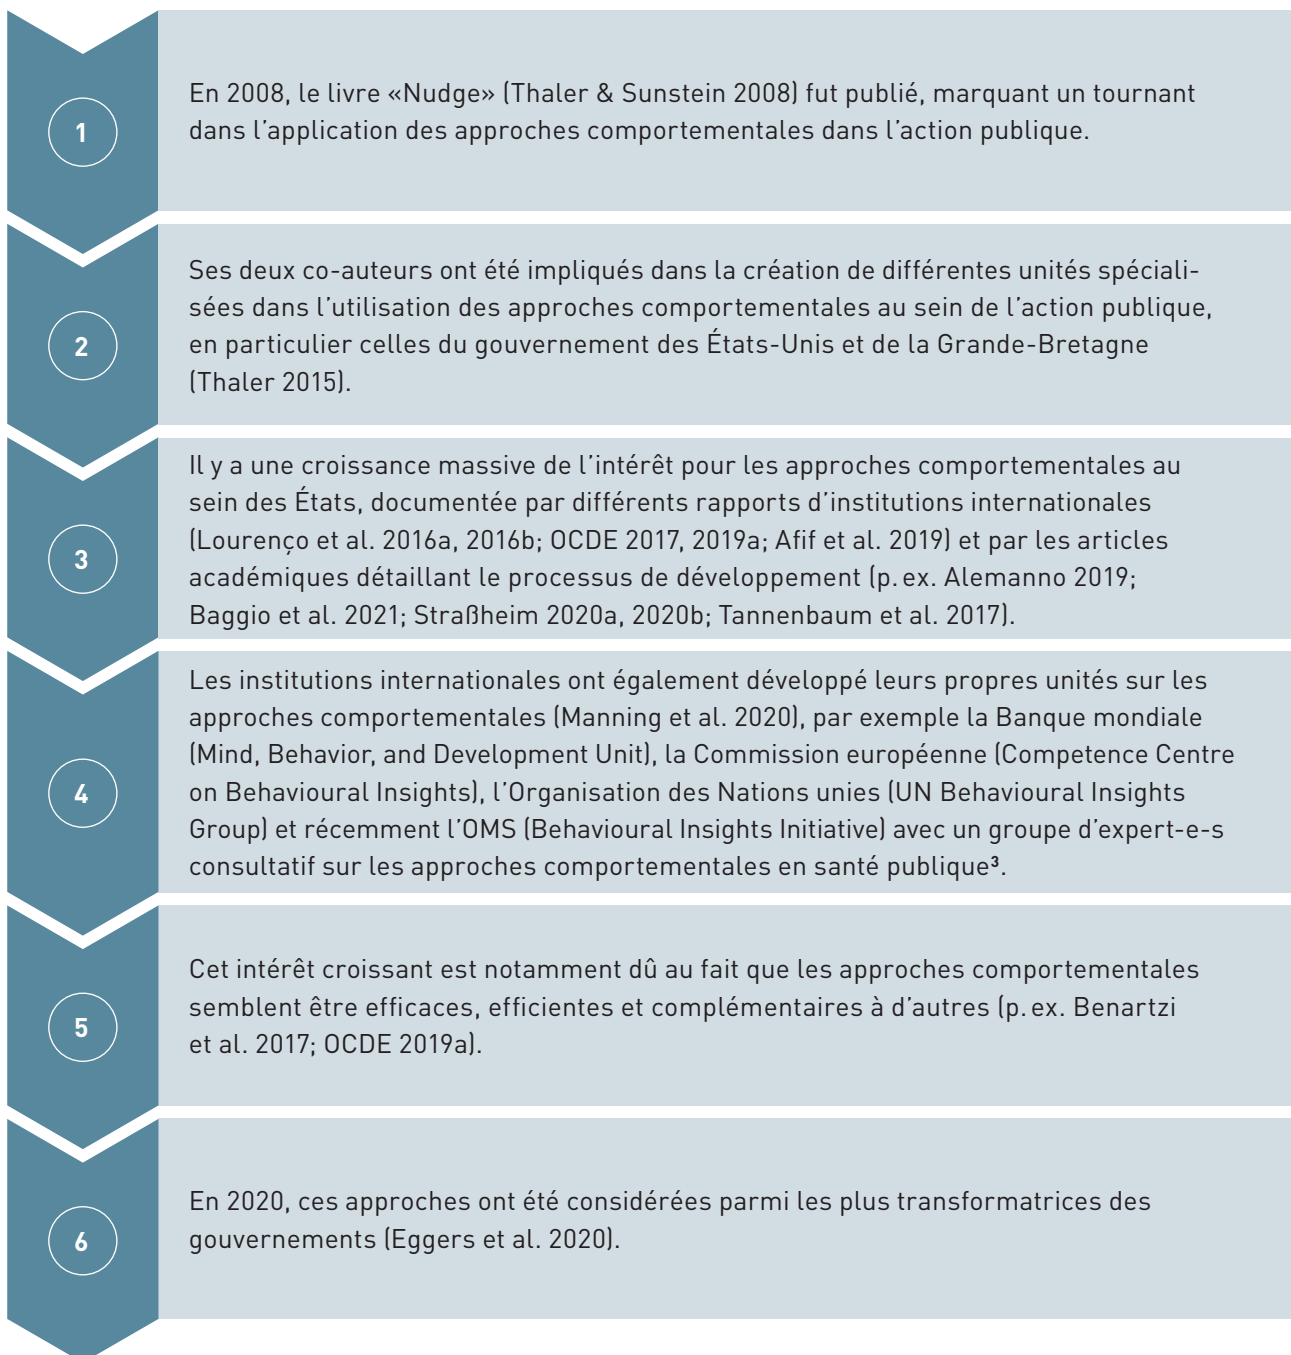 1
En 2008, le livre «Nudge» (Thaler & Sunstein 2008) fut publié, marquant un tournant
dans l’application des approches comportementales dans l’action publique.
2
Ses deux co-auteurs ont été impliqués dans la création de différentes unités spéciali-
sées dans l’utilisation des approches comportementales au sein de l’action publique,
en particulier celles du gouvernement des États-Unis et de la Grande-Bretagne
(Thaler 2015).
3
Il y a une croissance massive de l’intérêt pour les approches comportementales au
sein des États, documentée par différents rapports d’institutions internationales
(Lourenço et al. 2016a, 2016b; OCDE 2017, 2019a; Afif et al. 2019) et par les articles
académiques détaillant le processus de développement (p. ex. Alemanno 2019;
Baggio et al. 2021; Straßheim 2020a, 2020b; Tannenbaum et al. 2017).
4
Les institutions internationales ont également développé leurs propres unités sur les
approches comportementales (Manning et al. 2020), par exemple la Banque mondiale
(Mind, Behavior, and Development Unit), la Commission européenne (Competence Centre
on Behavioural Insights), l’Organisation des Nations unies (UN Behavioural Insights
Group) et récemment l’OMS (Behavioural Insights Initiative) avec un groupe d’expert-e-s
consultatif sur les approches comportementales en santé publique³.
5
Cet intérêt croissant est notamment dû au fait que les approches comportementales
semblent être efficaces, efficientes et complémentaires à d’autres (p. ex. Benartzi
et al. 2017; OCDE 2019a).
6
En 2020, ces approches ont été considérées parmi les plus transformatrices des
gouvernements (Eggers et al. 2020).